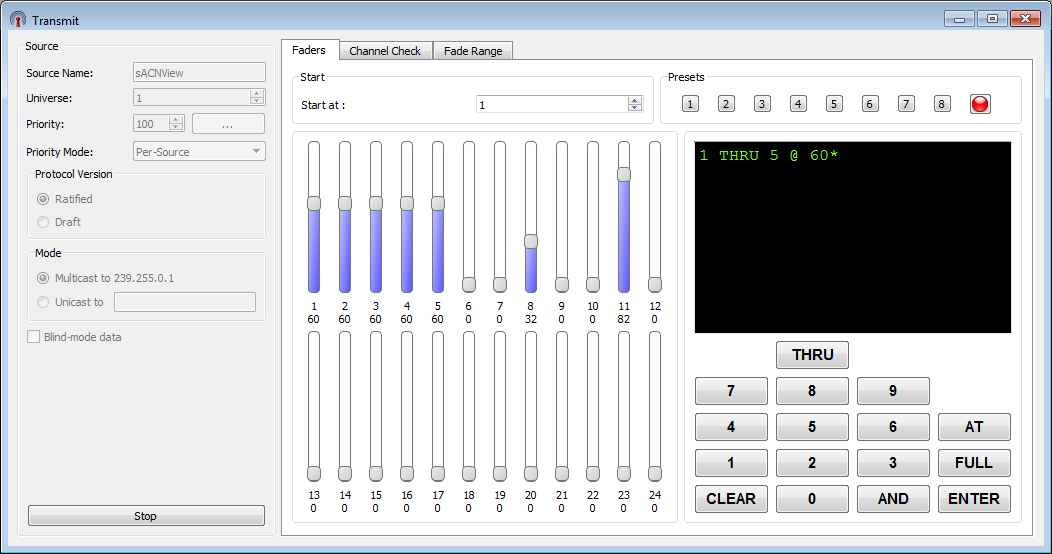 Transmit
Source
Source Name: sACNView
Universe: 1
Priority: 100 ...
Priority Mode: Per-Source
Protocol Version
Ratified
Draft
Mode
Multicast to 239.255.0.1
Unicast to
Blind-mode data
Stop
Faders Channel Check Fade Range
Start
Start at : 1
Presets
1 2 3 4 5 6 7 8
1 2 3 4 5 6 7 8 9 10 11 12
60 60 60 60 60 0 0 32 0 0 82 0
13 14 15 16 17 18 19 20 21 22 23 24
0 0 0 0 0 0 0 0 0 0 0 0
1 THRU 5 @ 60*
THRU
7 8 9
4 5 6 AT
1 2 3 FULL
CLEAR 0 AND ENTER